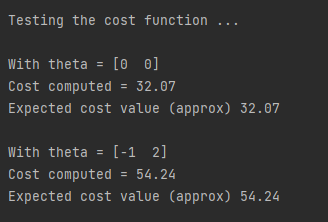 Testing the cost function ...
With theta = [0  0]
Cost computed = 32.07
Expected cost value (approx) 32.07
With theta = [-1  2]
Cost computed = 54.24
Expected cost value (approx) 54.24